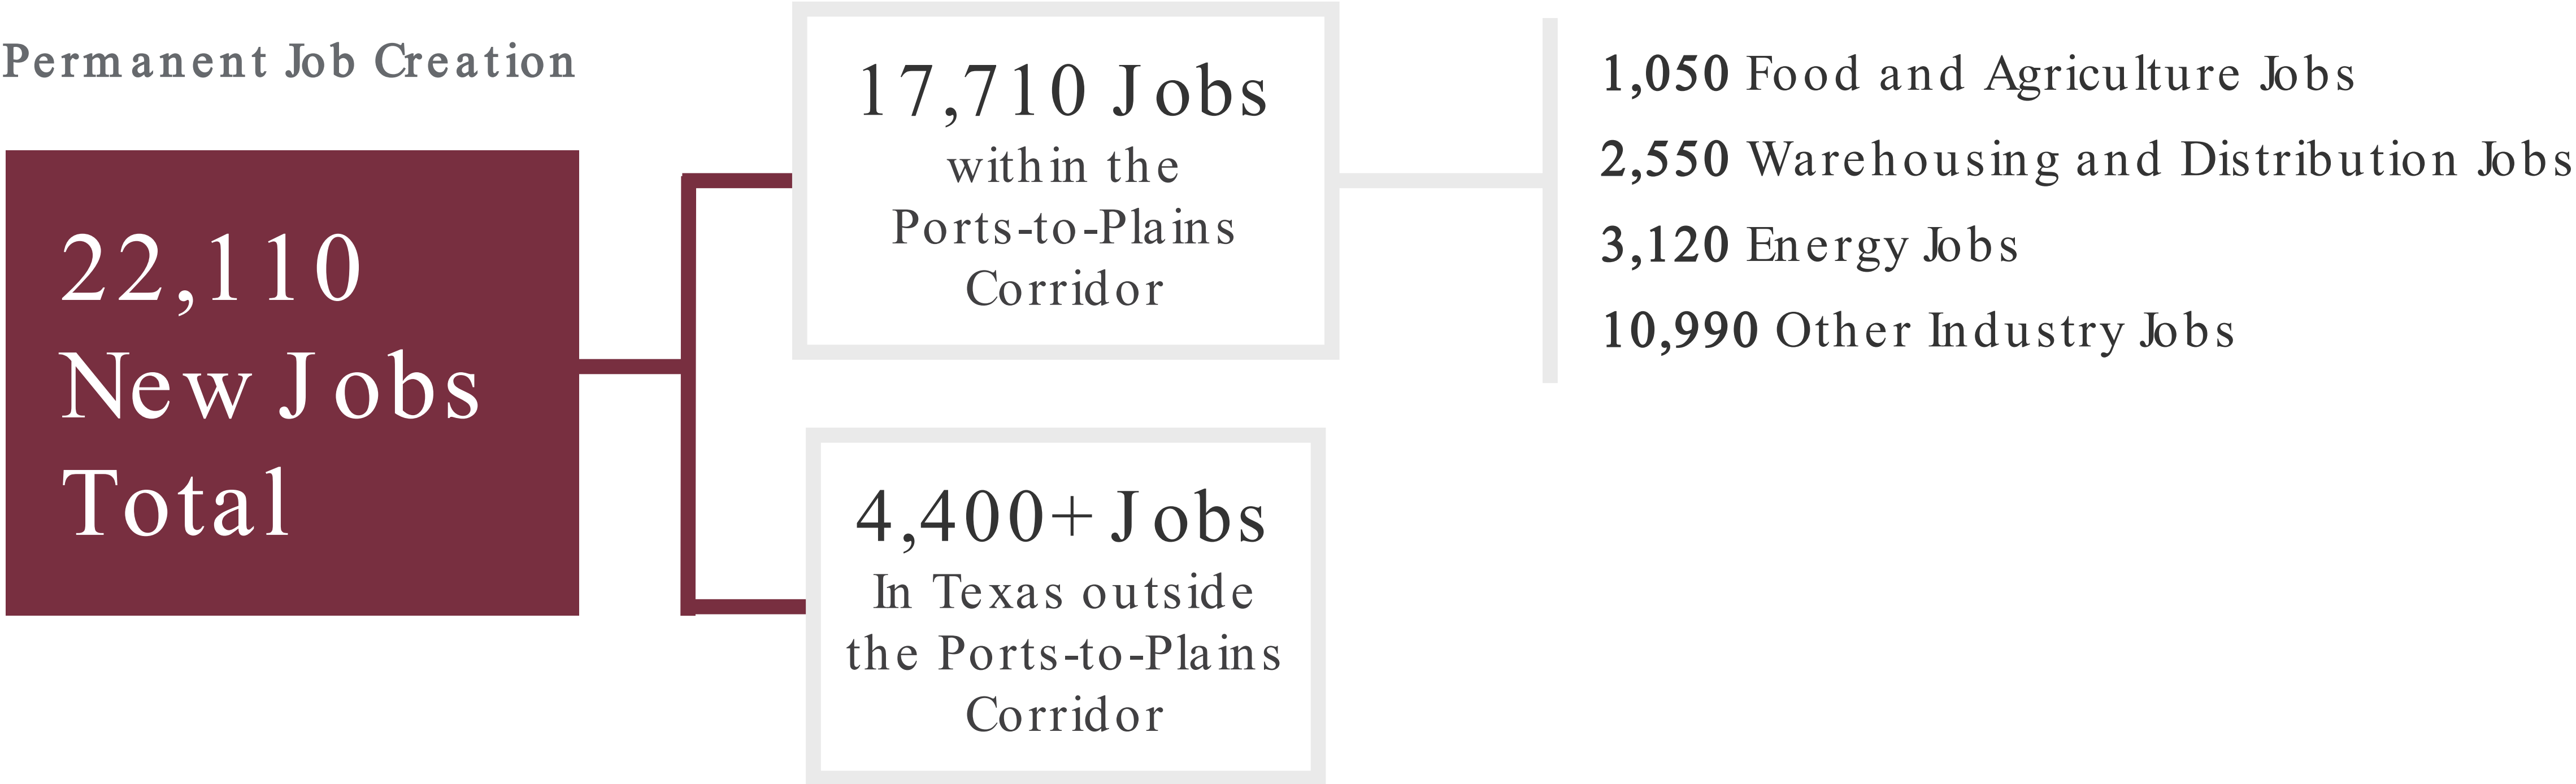 Permanent Job Creation
22,110
New Jobs
Total
17,710 Jobs
within the
Ports-to-Plains
Corridor
1,050 Food and Agriculture Jobs
2,550 Warehousing and Distribution Jobs
3,120 Energy Jobs
10,990 Other Industry Jobs
4,400+ Jobs
In Texas outside
the Ports-to-Plains
Corridor